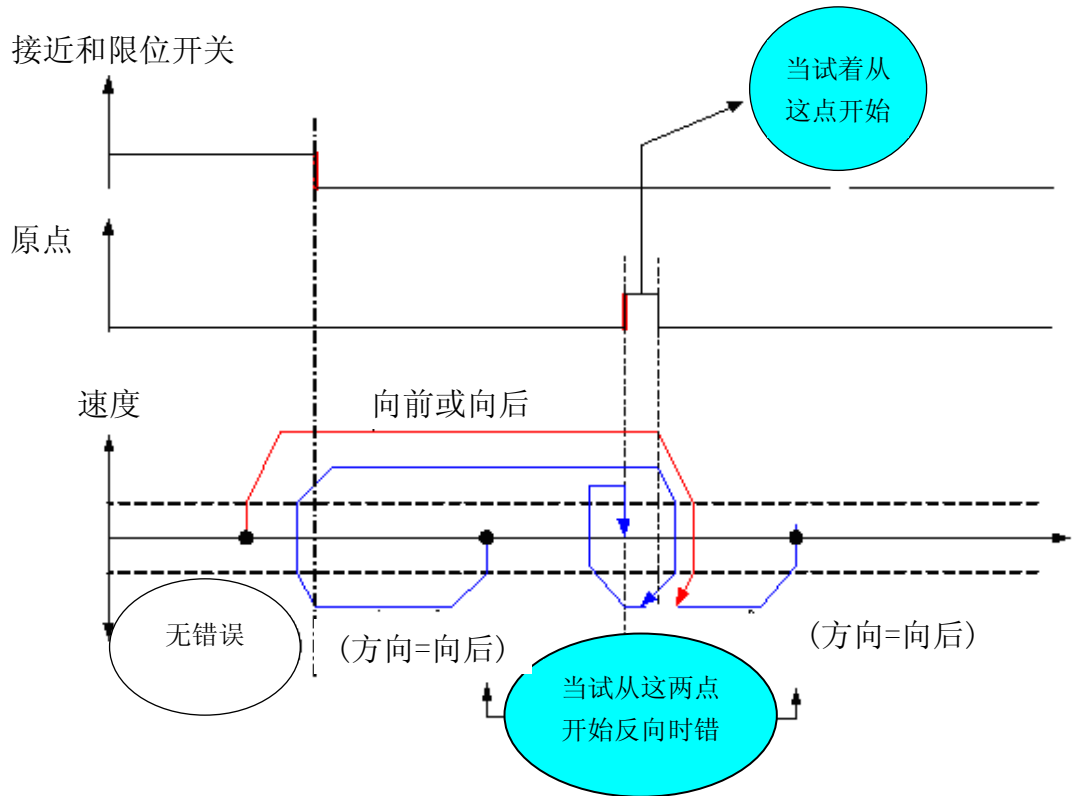 接近和限位开关
当试着从
这点开始
原点
速度
向前或向后
无错误
(方向=向后)
(方向=向后)
当试从这两点
开始反向时错